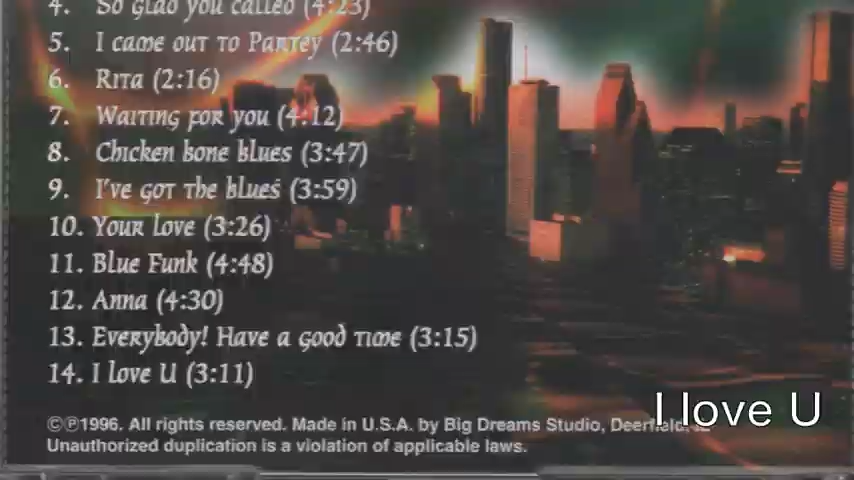 4. So glad you called (4:23)
5. I came out to Partey (2:46)
6. Rita (2:16)
7. Waiting for you (4:12)
8. Chicken bone blues (3:47)
9. I've got the blues (3:59)
10. Your love (3:26)
11. Blue Funk (4:48)
12. Anna (4:30)
13. Everybody! Have a good time (3:15)
14. I love U (3:11)
©℗1996. All rights reserved. Made in U.S.A. by Big Dreams Studio, Deerfield, IL
Unauthorized duplication is a violation of applicable laws.
I love U